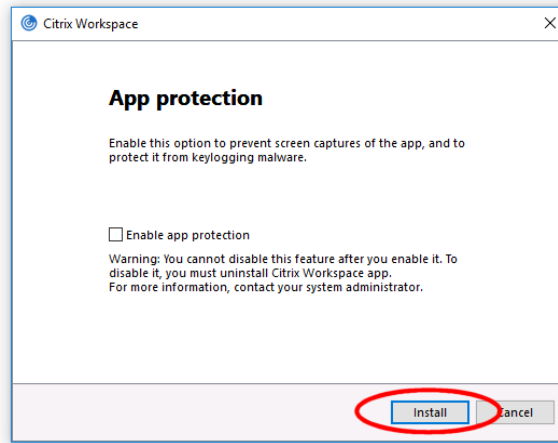 Citrix Workspace
App protection
Enable this option to prevent screen captures of the app, and to
protect it from keylogging malware.
Enable app protection
Warning: You cannot disable this feature after you enable it. To
disable it, you must uninstall Citrix Workspace app.
For more information, contact your system administrator.
Install Cancel